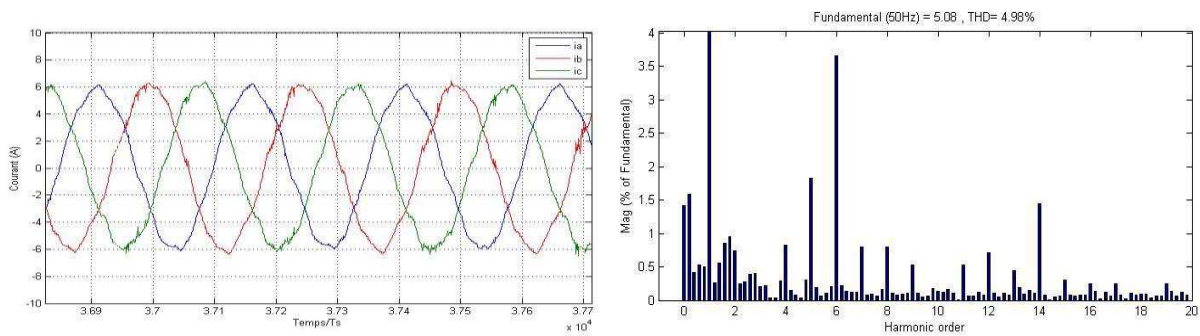 10
8
6
4
2
0
-2
-4
-6
-8
-10
Courant (A)
ia
ib
ic
3.69 3.7 3.71 3.72 3.73 3.74 3.75 3.76 3.77
Temps/Ts
x 10^4
Fundamental (50Hz) = 5.08 , THD= 4.98%
4
3.5
3
2.5
2
1.5
1
0.5
0
Mag (% of Fundamental)
0 2 4 6 8 10 12 14 16 18 20
Harmonic order